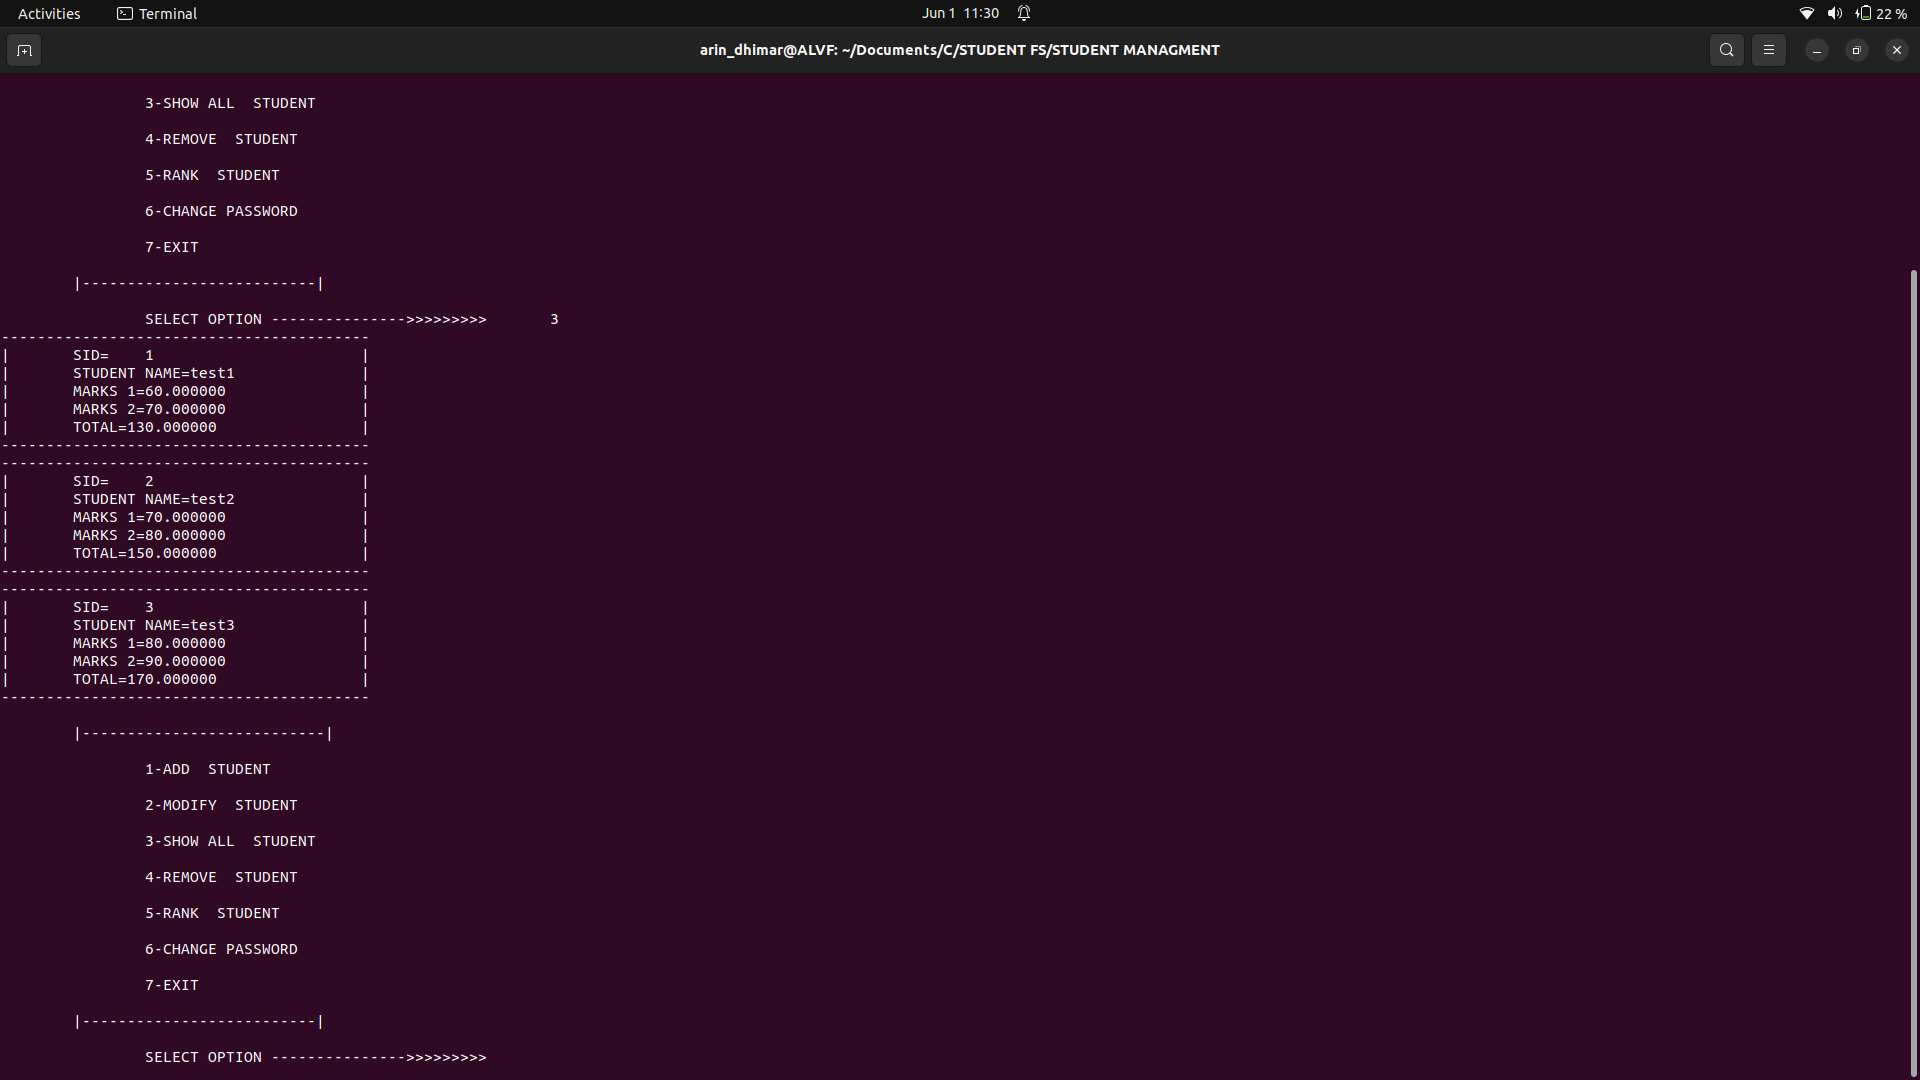 Activities Terminal Jun 1 11:30 22 %
arin_dhimar@ALVF: ~/Documents/C/STUDENT FS/STUDENT MANAGMENT
3-SHOW ALL  STUDENT
4-REMOVE  STUDENT
5-RANK  STUDENT
6-CHANGE PASSWORD
7-EXIT
|--------------------------|
SELECT OPTION --------------->>>>>>>>> 3
-----------------------------------------
| SID= 1 |
| STUDENT NAME=test1 |
| MARKS 1=60.000000 |
| MARKS 2=70.000000 |
| TOTAL=130.000000 |
-----------------------------------------
-----------------------------------------
| SID= 2 |
| STUDENT NAME=test2 |
| MARKS 1=70.000000 |
| MARKS 2=80.000000 |
| TOTAL=150.000000 |
-----------------------------------------
-----------------------------------------
| SID= 3 |
| STUDENT NAME=test3 |
| MARKS 1=80.000000 |
| MARKS 2=90.000000 |
| TOTAL=170.000000 |
-----------------------------------------
|---------------------------|
1-ADD  STUDENT
2-MODIFY  STUDENT
3-SHOW ALL  STUDENT
4-REMOVE  STUDENT
5-RANK  STUDENT
6-CHANGE PASSWORD
7-EXIT
|--------------------------|
SELECT OPTION --------------->>>>>>>>>